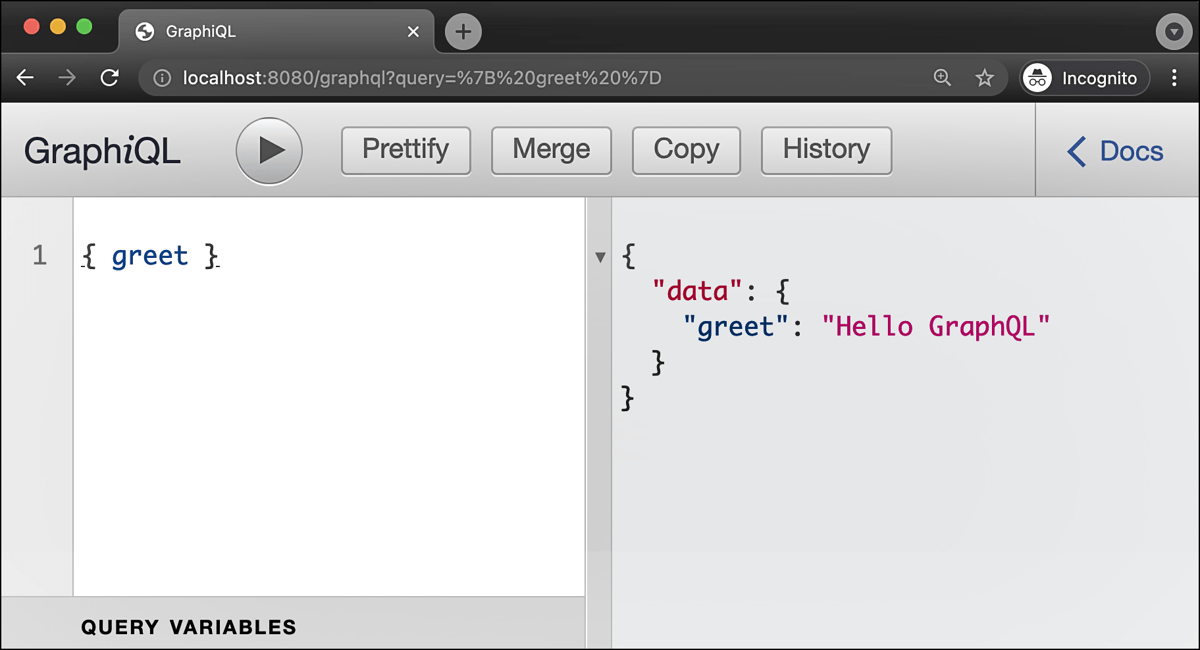 GraphiQL
localhost:8080/graphql?query=%7B%20greet%20%7D
Incognito
GraphiQL
Prettify
Merge
Copy
History
Docs
1
{ greet }
{
"data": {
"greet": "Hello GraphQL"
}
}
QUERY VARIABLES